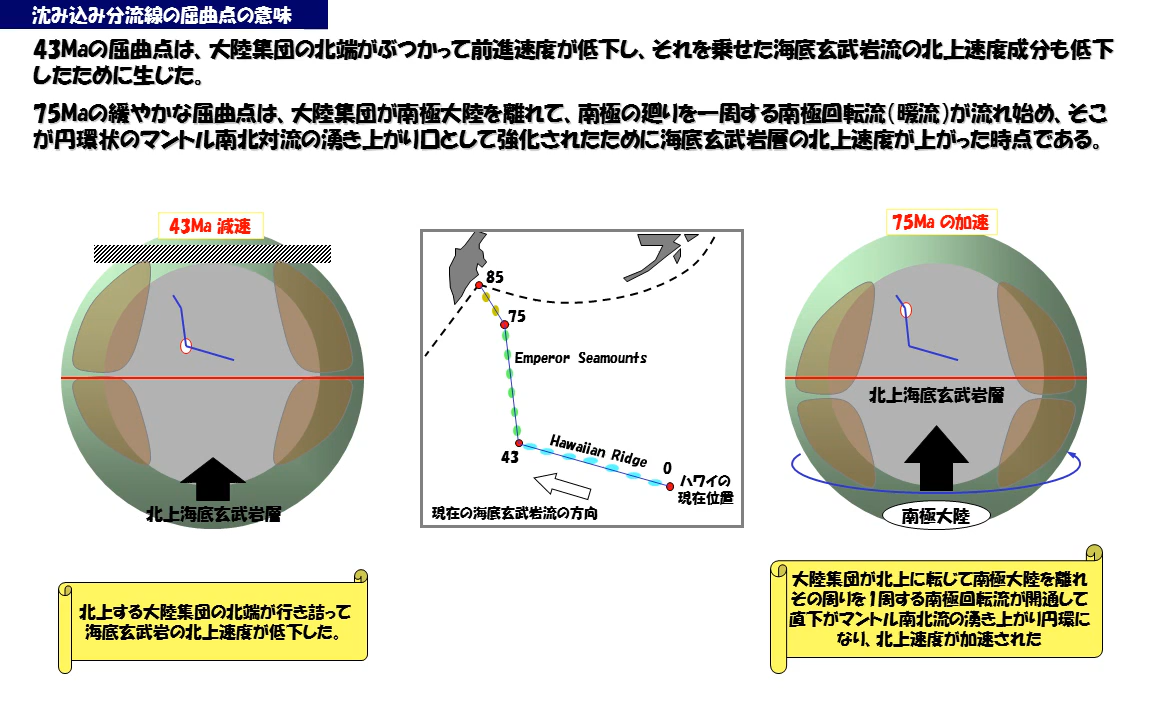 沈み込み分流線の屈曲点の意味
43Maの屈曲点は、大陸集団の北端がぶつかって前進速度が低下し、それを乗せた海底玄武岩流の北上速度成分も低下
したために生じた。
75Maの緩やかな屈曲点は、大陸集団が南極大陸を離れて、南極の廻りを一周する南極回転流(暖流)が流れ始め、そこ
が円環状のマントル南北対流の湧き上がり口として強化されたために海底玄武岩層の北上速度が上がった時点である。
43Ma 減速
北上海底玄武岩層
北上する大陸集団の北端が行き詰って
海底玄武岩の北上速度が低下した。
85
75
Emperor Seamounts
43
Hawaiian Ridge
0
ハワイの
現在位置
現在の海底玄武岩流の方向
75Ma の加速
北上海底玄武岩層
南極大陸
大陸集団が北上に転じて南極大陸を離れ
その周りを1周する南極回転流が開通して
直下がマントル南北流の湧き上がり円環に
なり、北上速度が加速された